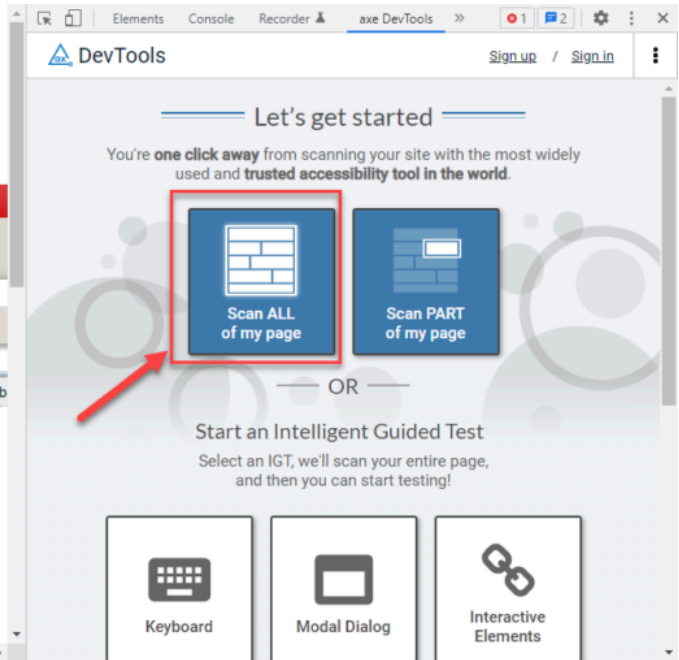 Elements Console Recorder axe DevTools » 1 2
ax DevTools Sign up / Sign in
Let's get started
You're one click away from scanning your site with the most widely
used and trusted accessibility tool in the world.
Scan ALL
of my page
Scan PART
of my page
OR
Start an Intelligent Guided Test
Select an IGT, we'll scan your entire page,
and then you can start testing!
Keyboard
Modal Dialog
Interactive
Elements
b